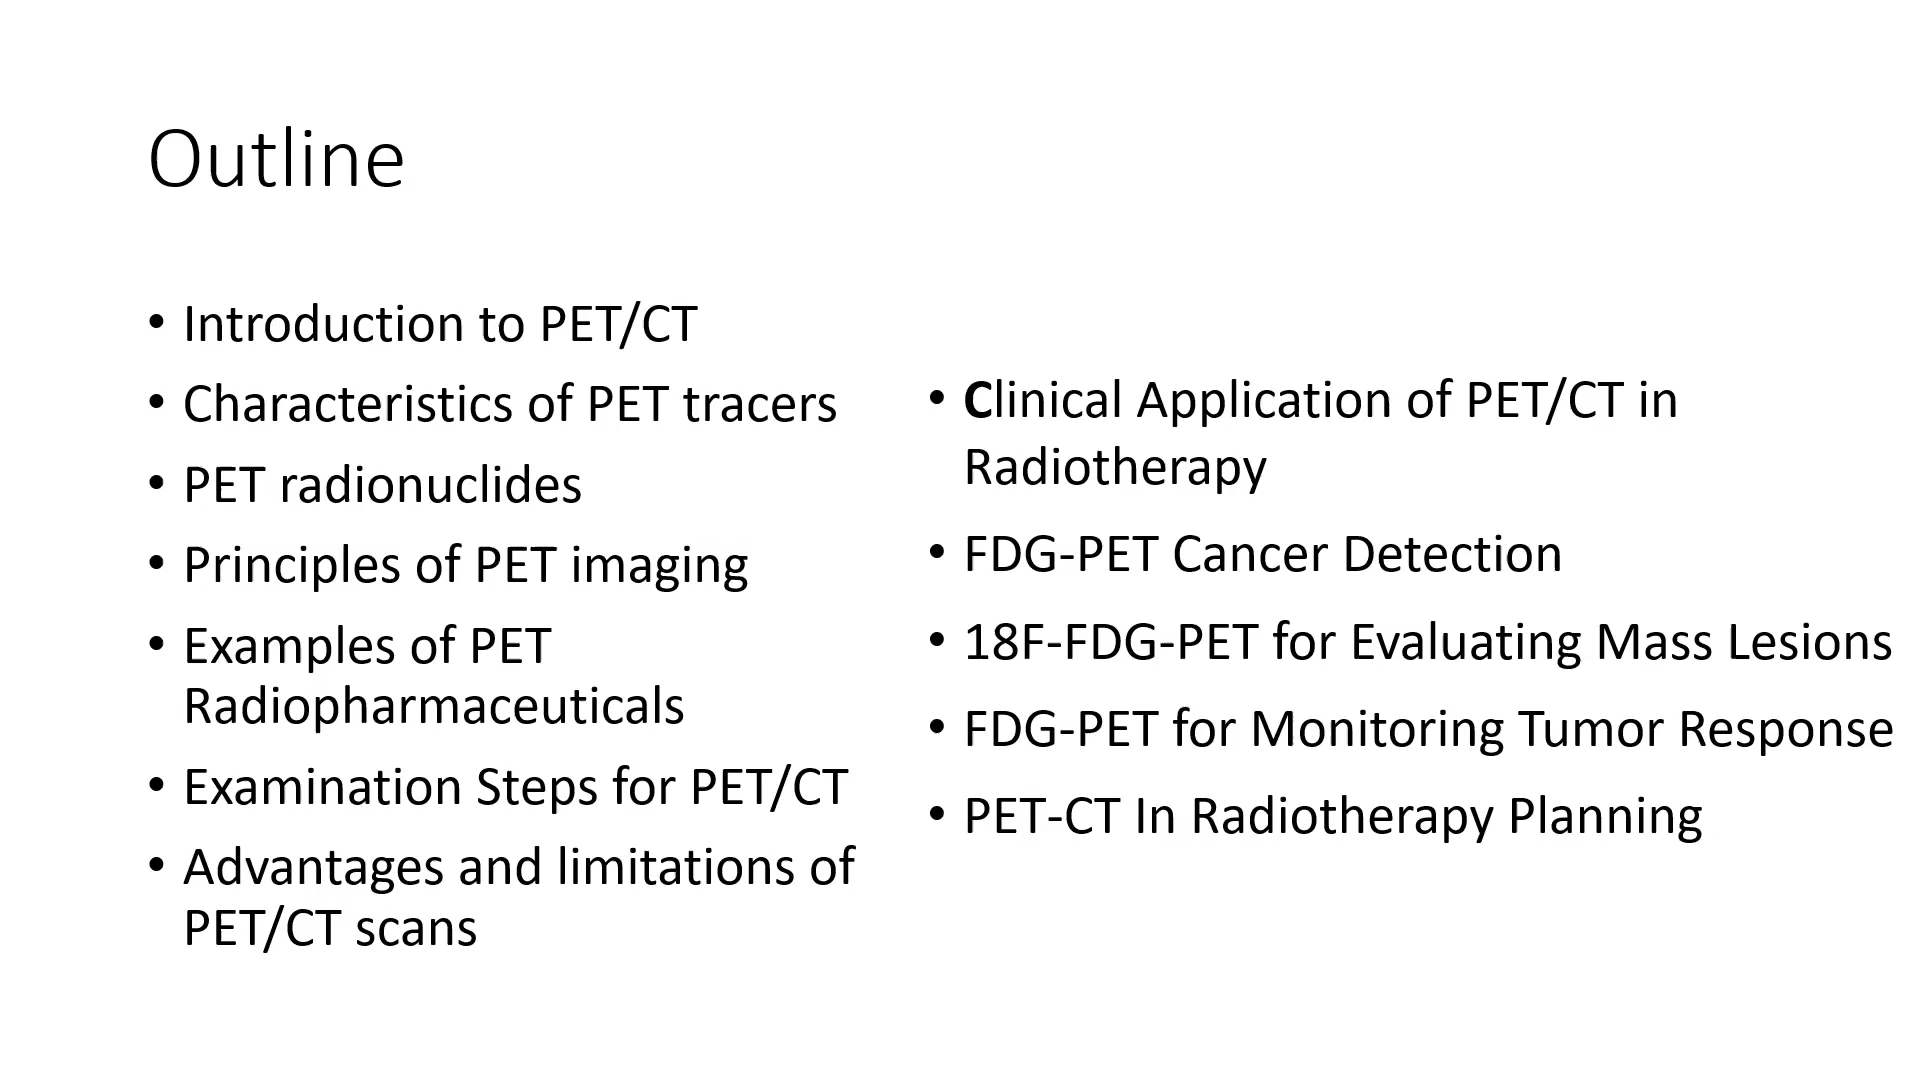 Outline
• Introduction to PET/CT
• Characteristics of PET tracers
• PET radionuclides
• Principles of PET imaging
• Examples of PET
Radiopharmaceuticals
• Examination Steps for PET/CT
• Advantages and limitations of
PET/CT scans
• Clinical Application of PET/CT in
Radiotherapy
• FDG-PET Cancer Detection
• 18F-FDG-PET for Evaluating Mass Lesions
• FDG-PET for Monitoring Tumor Response
• PET-CT In Radiotherapy Planning